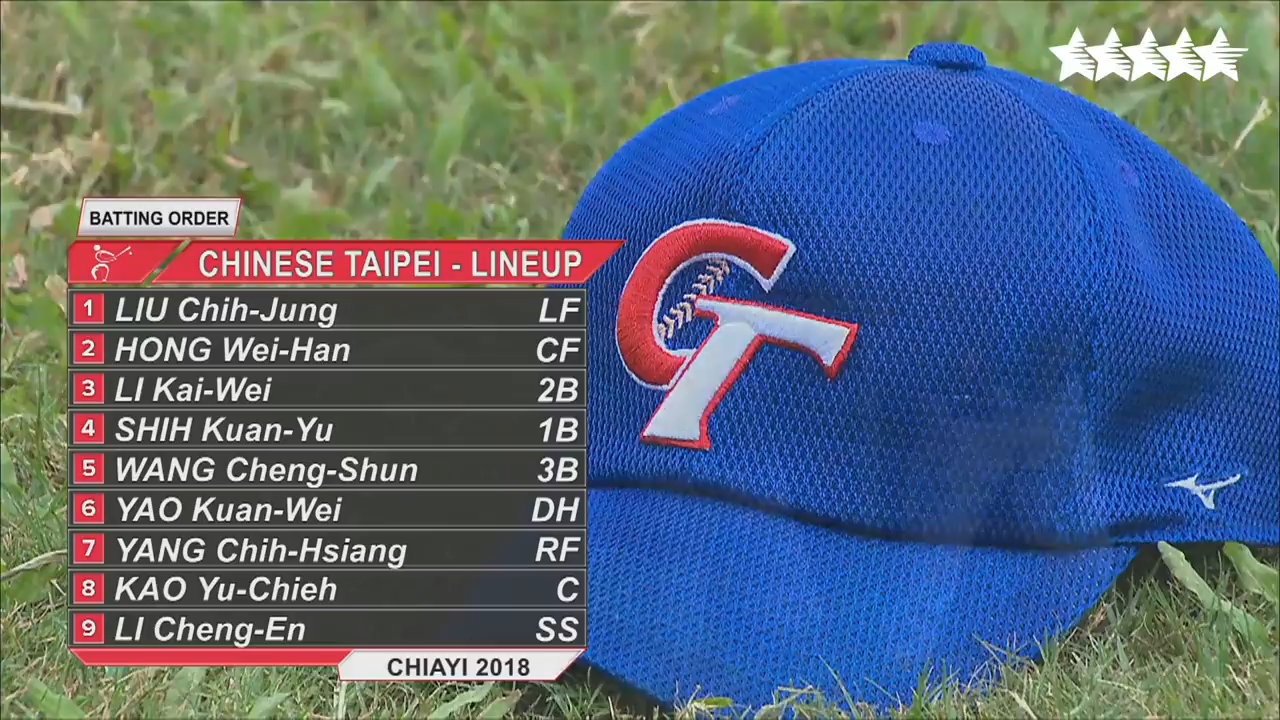 BATTING ORDER
CHINESE TAIPEI - LINEUP
1 LIU Chih-Jung LF
2 HONG Wei-Han CF
3 LI Kai-Wei 2B
4 SHIH Kuan-Yu 1B
5 WANG Cheng-Shun 3B
6 YAO Kuan-Wei DH
7 YANG Chih-Hsiang RF
8 KAO Yu-Chieh C
9 LI Cheng-En SS
CHIAYI 2018
CT